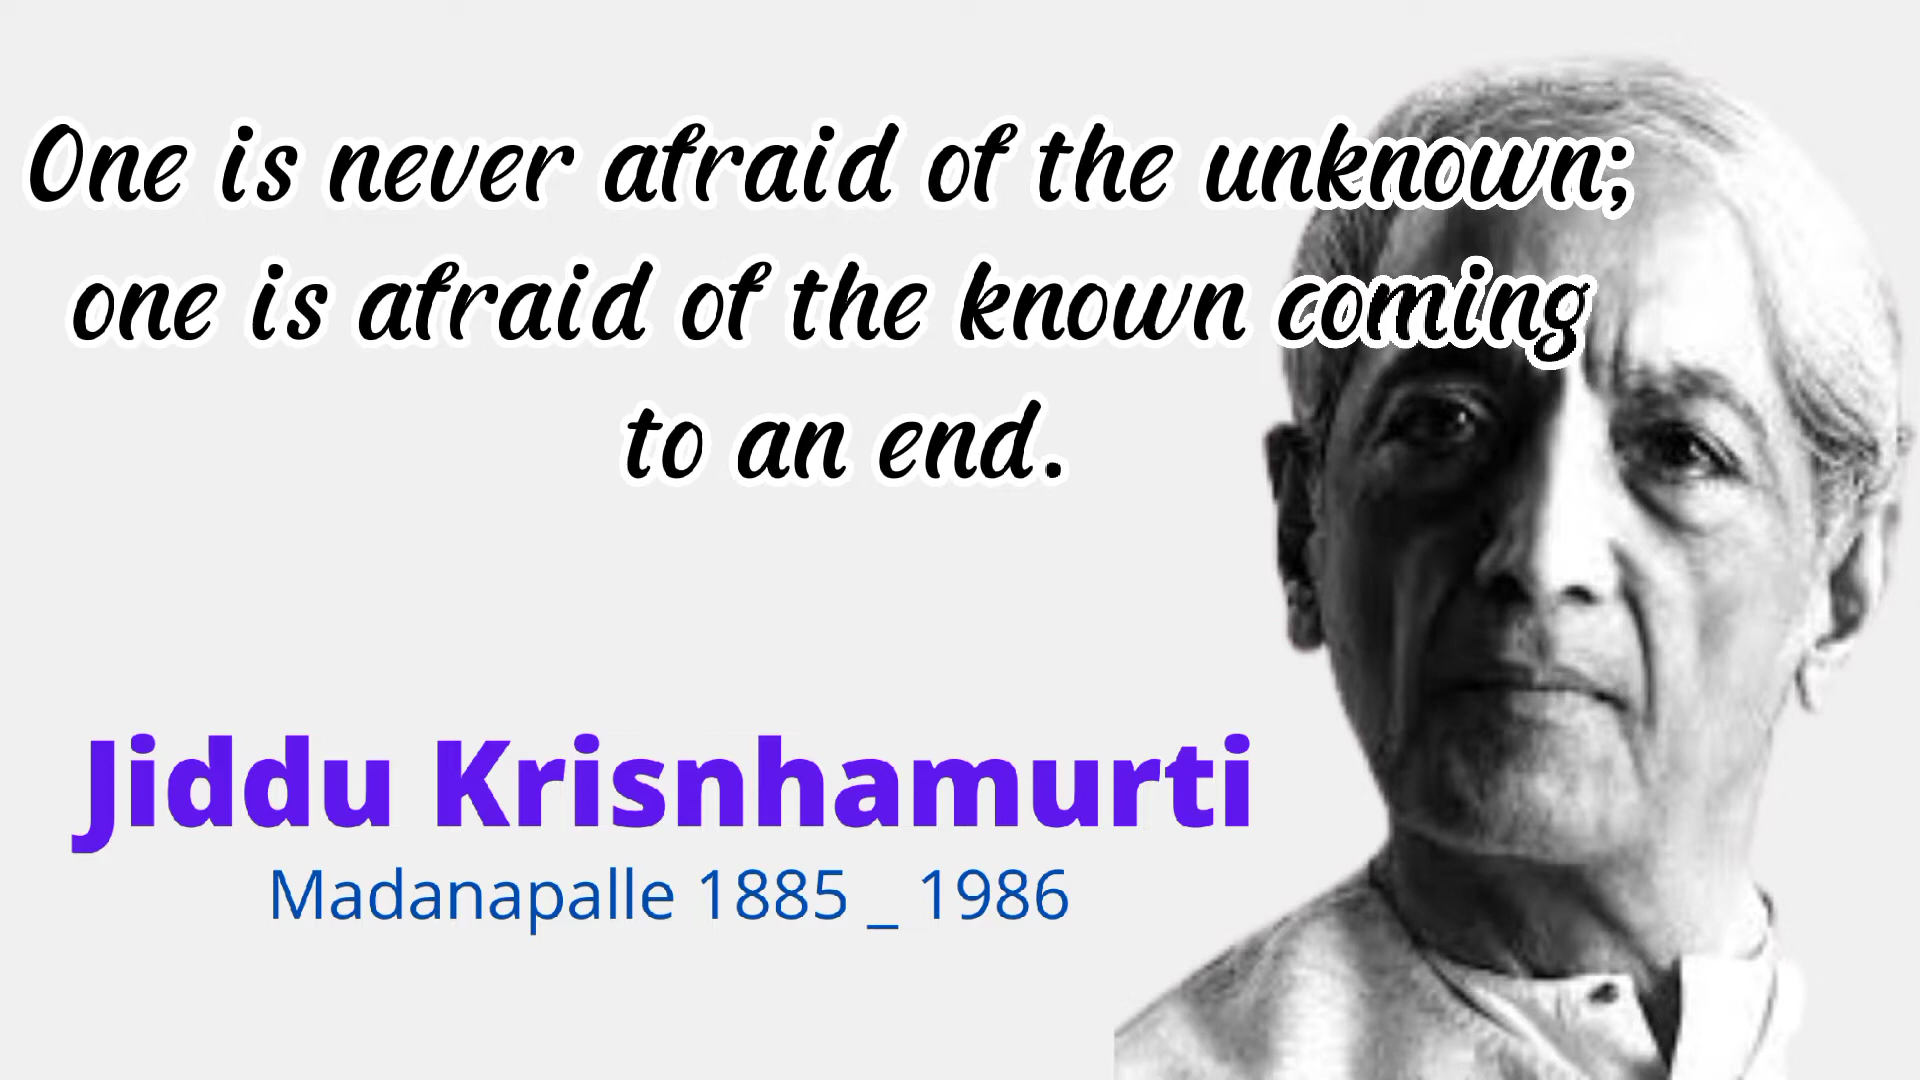 One is never afraid of the unknown;
one is afraid of the known coming
to an end.
Jiddu Krisnhamurti
Madanapalle 1885 _ 1986